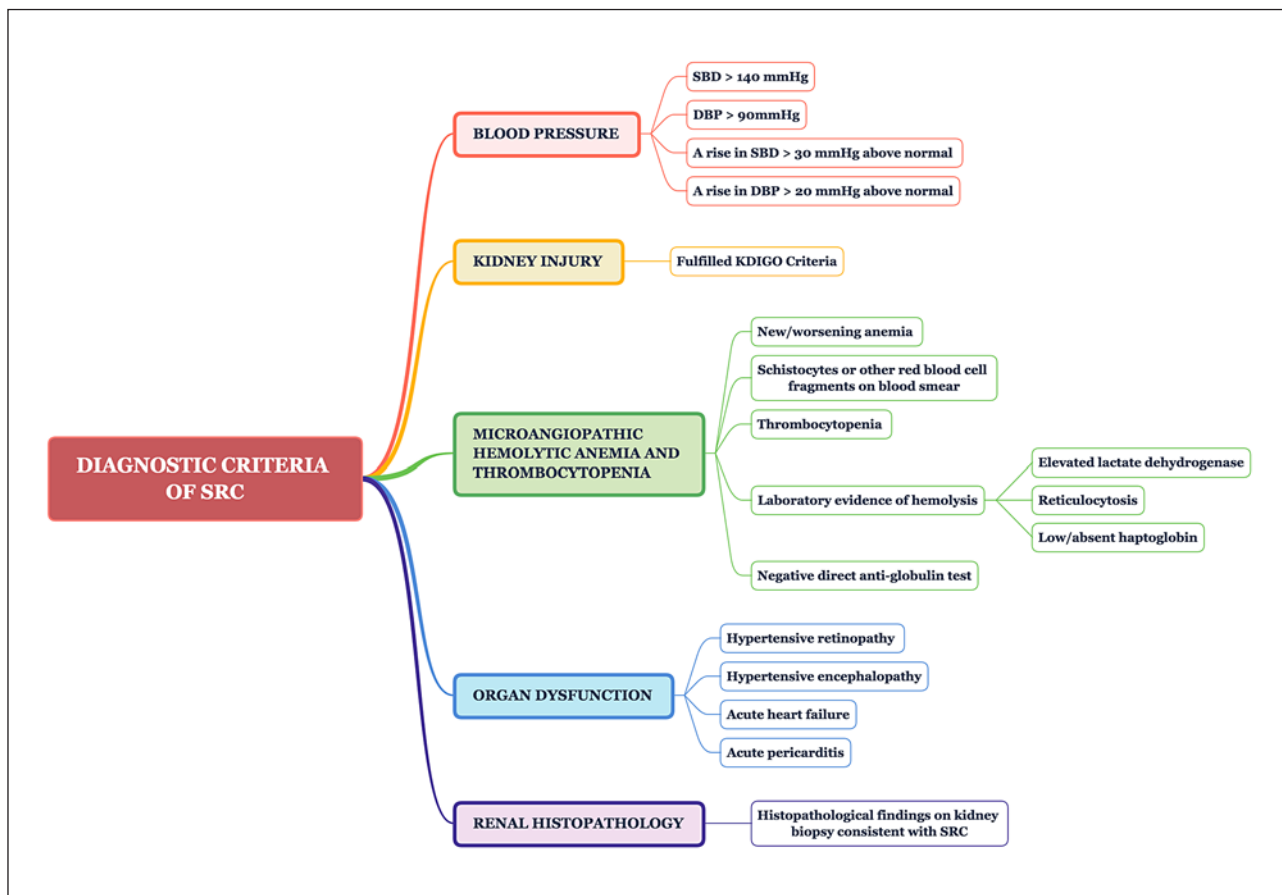 DIAGNOSTIC CRITERIA
OF SRC
BLOOD PRESSURE
SBD > 140 mmHg
DBP > 90mmHg
A rise in SBD > 30 mmHg above normal
A rise in DBP > 20 mmHg above normal
KIDNEY INJURY
Fulfilled KDIGO Criteria
MICROANGIOPATHIC
HEMOLYTIC ANEMIA AND
THROMBOCYTOPENIA
New/worsening anemia
Schistocytes or other red blood cell
fragments on blood smear
Thrombocytopenia
Laboratory evidence of hemolysis
Elevated lactate dehydrogenase
Reticulocytosis
Low/absent haptoglobin
Negative direct anti-globulin test
ORGAN DYSFUNCTION
Hypertensive retinopathy
Hypertensive encephalopathy
Acute heart failure
Acute pericarditis
RENAL HISTOPATHOLOGY
Histopathological findings on kidney
biopsy consistent with SRC